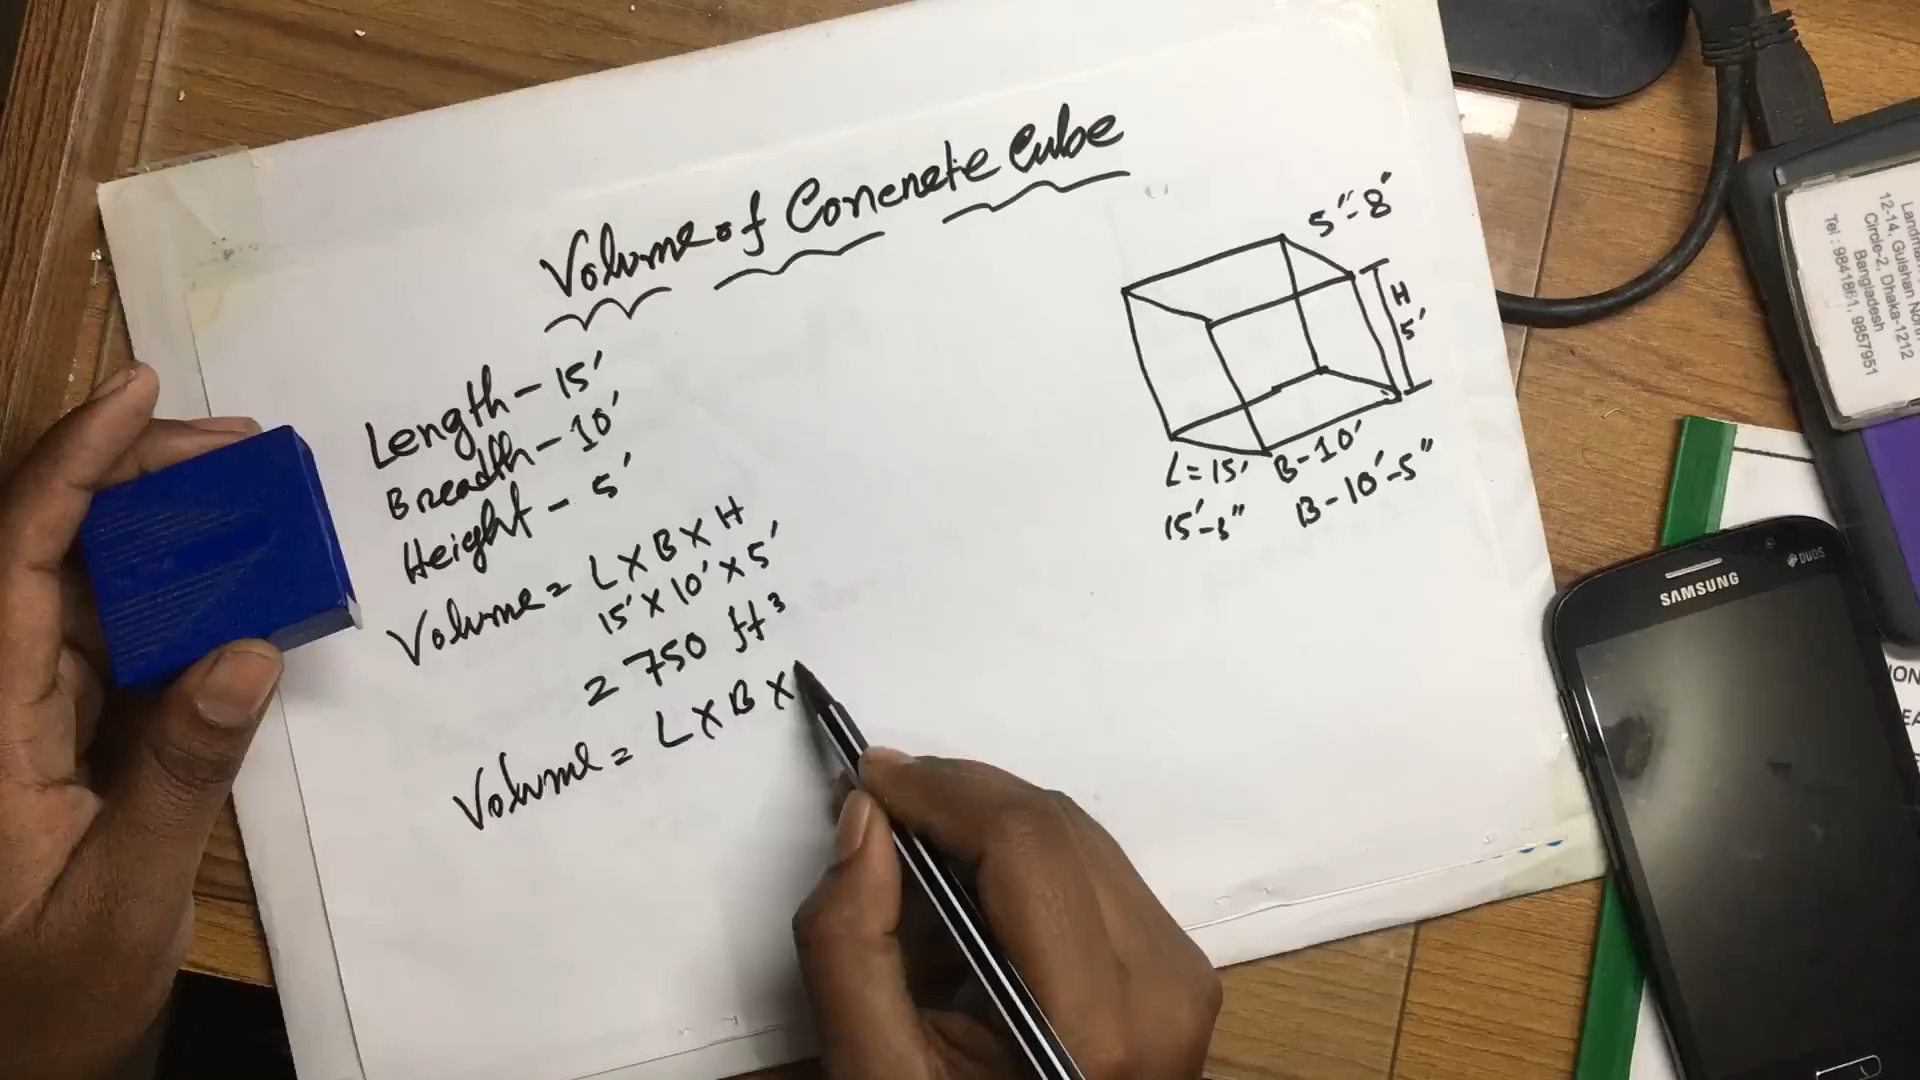 Volume of Concrete Cube
Length - 15'
Breadth - 10'
Height - 5'
Volume = L X B X H
15' X 10' X 5'
= 750 ft³
Volume = L X B X
5"-8'
H
5'
L = 15'
B - 10'
B - 10'-5"
SAMSUNG
DUOS
12-14, Gulshan North
Circle-2, Dhaka-1212
Bangladesh
Tel : 9841861, 9857951